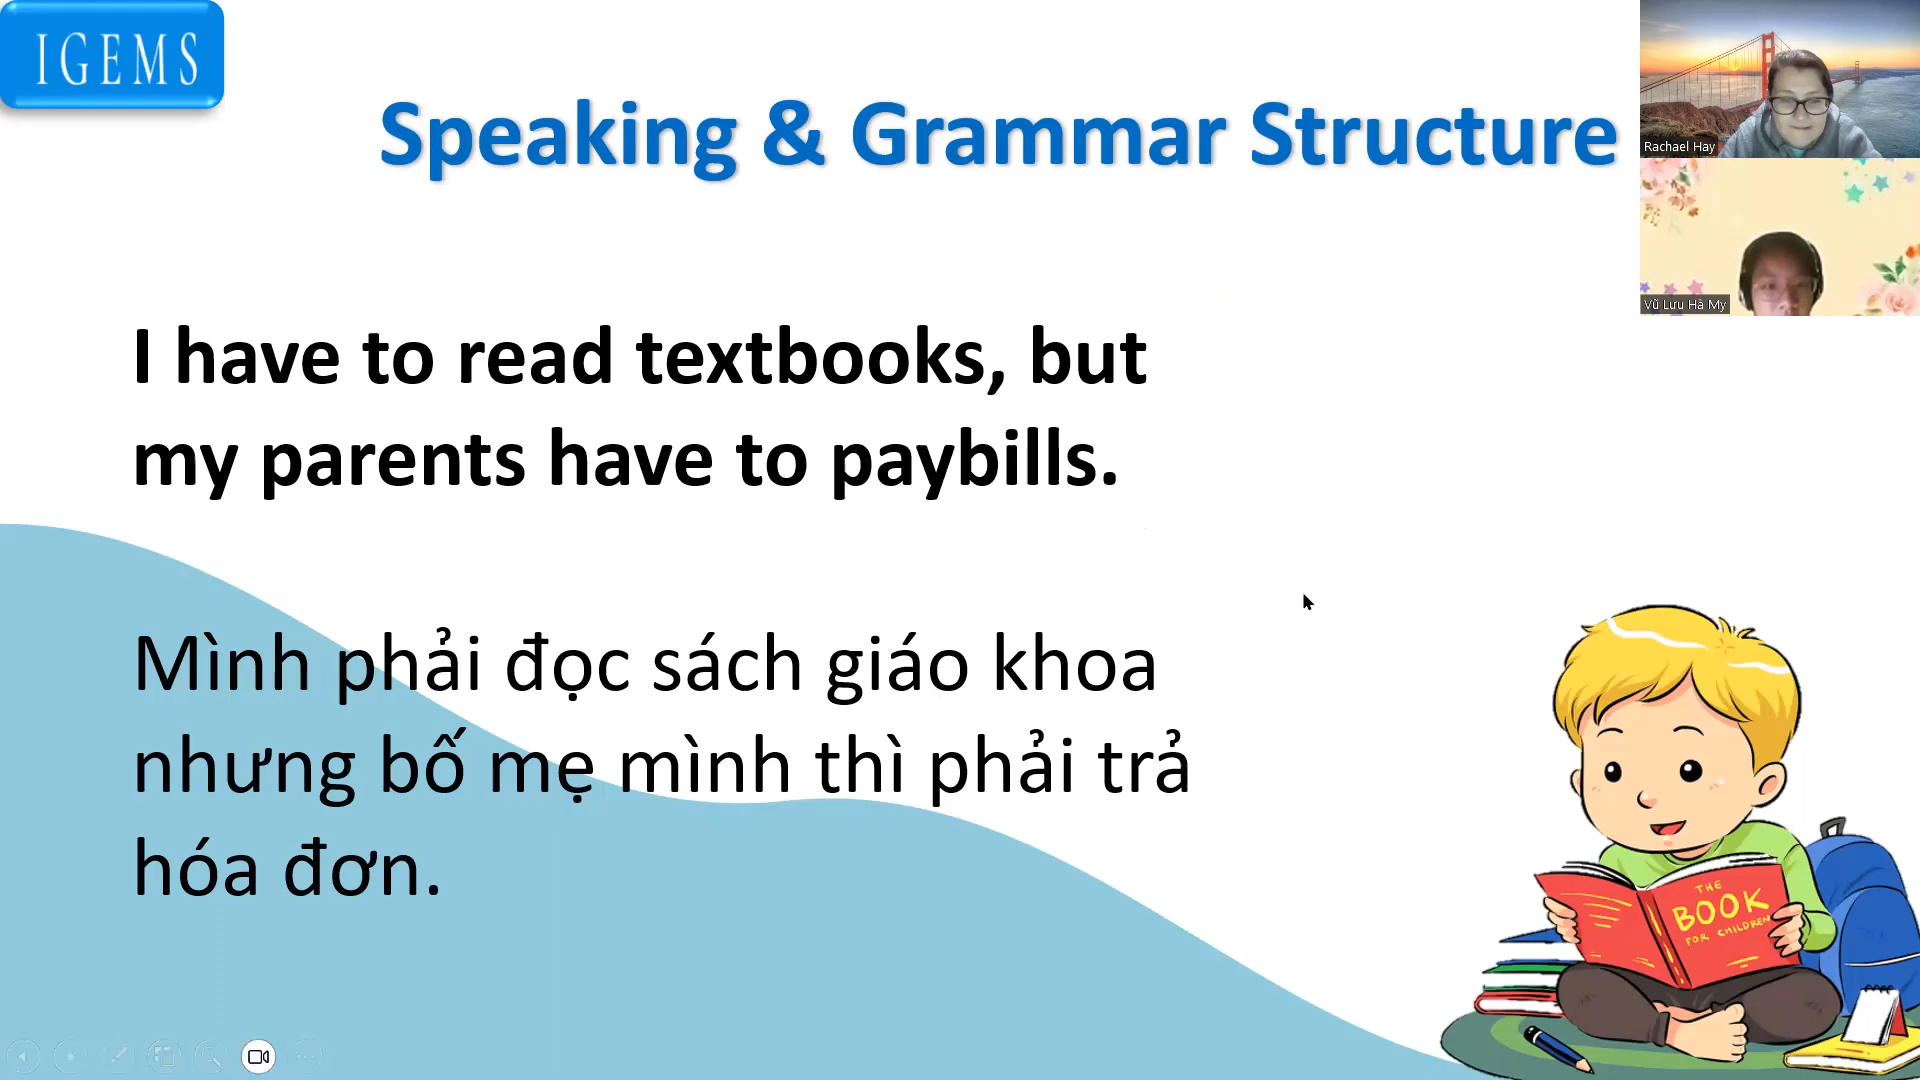 IGEMS
Speaking & Grammar Structure
Rachael Hay
Vũ Lưu Hà My
I have to read textbooks, but
my parents have to paybills.
Mình phải đọc sách giáo khoa
nhưng bố mẹ mình thì phải trả
hóa đơn.
THE
BOOK
FOR CHILDREN